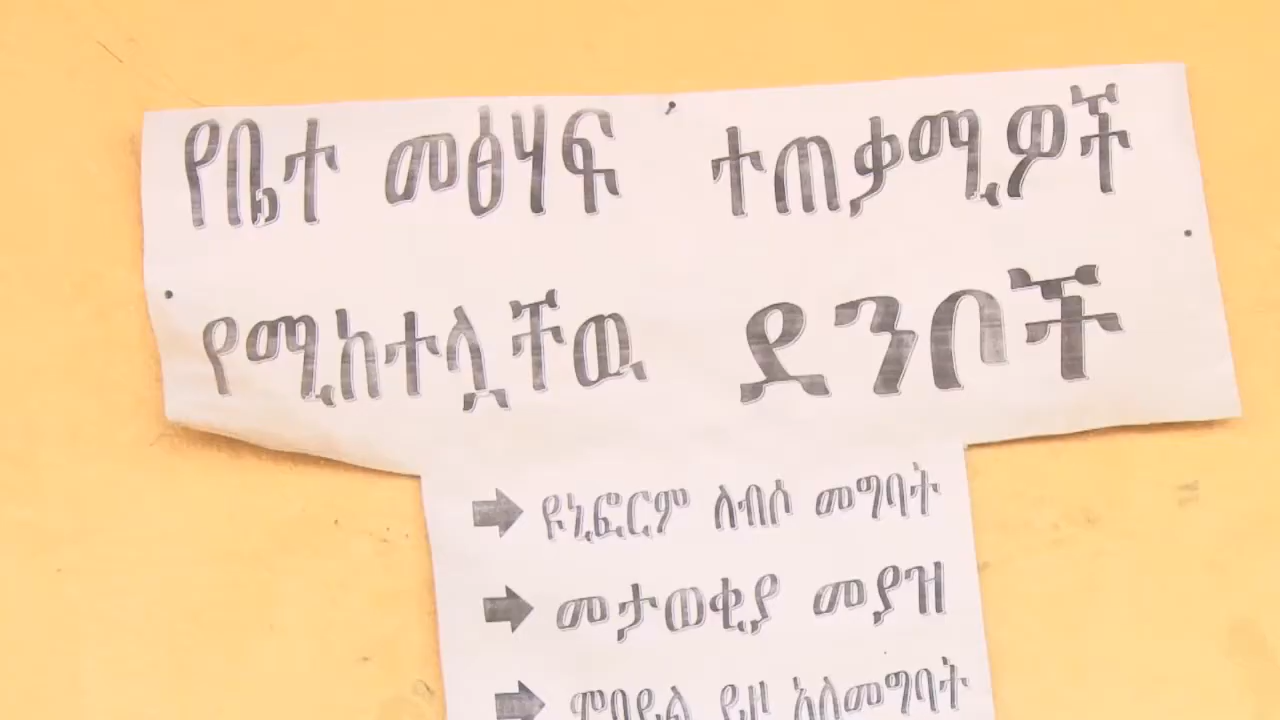 የቤተ መፅሃፍ ተጠቃሚዎች
የሚከተሏቸዉ ደንቦች
ዩኒፎርም ለብሶ መግባት
መታወቂያ መያዝ
ሞባይል ይዞ አለመግባት